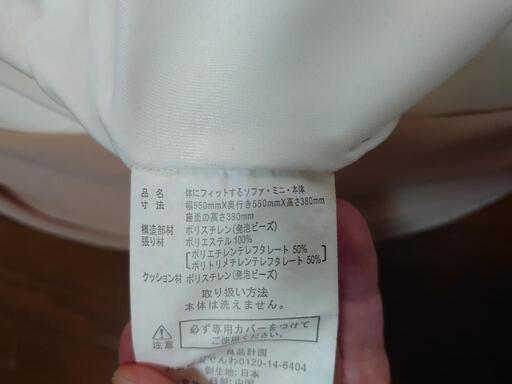 品名 体にフィットするソファ・ミニ・本体
寸法 幅550mmX奥行き550mmX高さ380mm
座面の高さ380mm
構造部材 ポリスチレン(発泡ビーズ)
張り材 ポリエステル100%
ポリエチレンテレフタレート 50%
ポリトリメチレンテレフタレート 50%
クッション材 ポリスチレン(発泡ビーズ)
取り扱い方法
本体は洗えません。
注意 必ず専用カバーをつけて
ご使用ください。
良品計画
でんわ 0120-14-6404
側生地: 日本